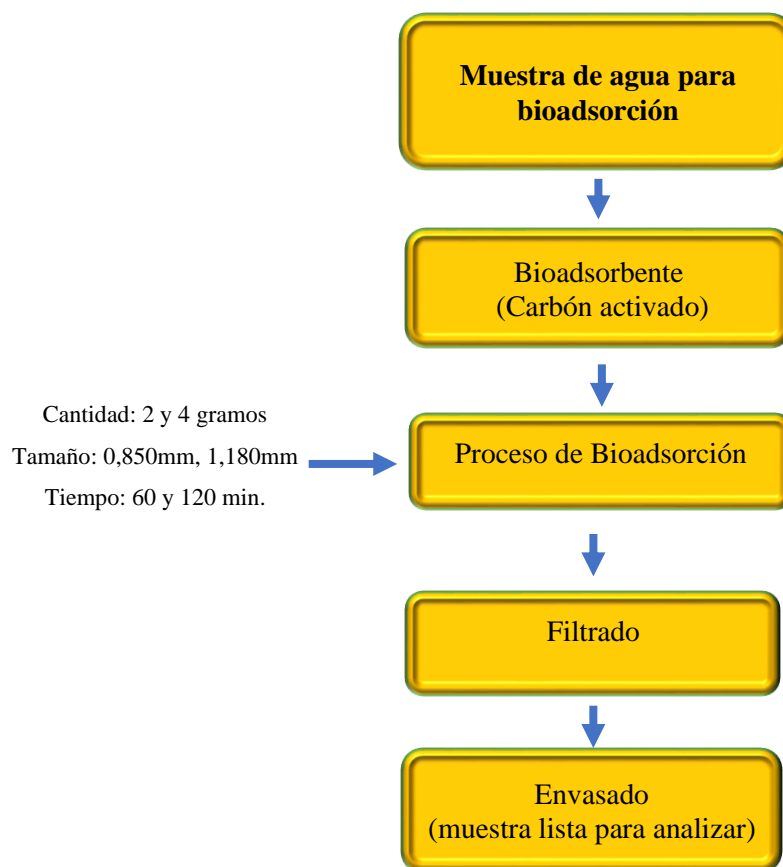 Muestra de agua para
bioadsorción
Bioadsorbente
(Carbón activado)
Cantidad: 2 y 4 gramos
Tamaño: 0,850mm, 1,180mm
Tiempo: 60 y 120 min.
Proceso de Bioadsorción
Filtrado
Envasado
(muestra lista para analizar)